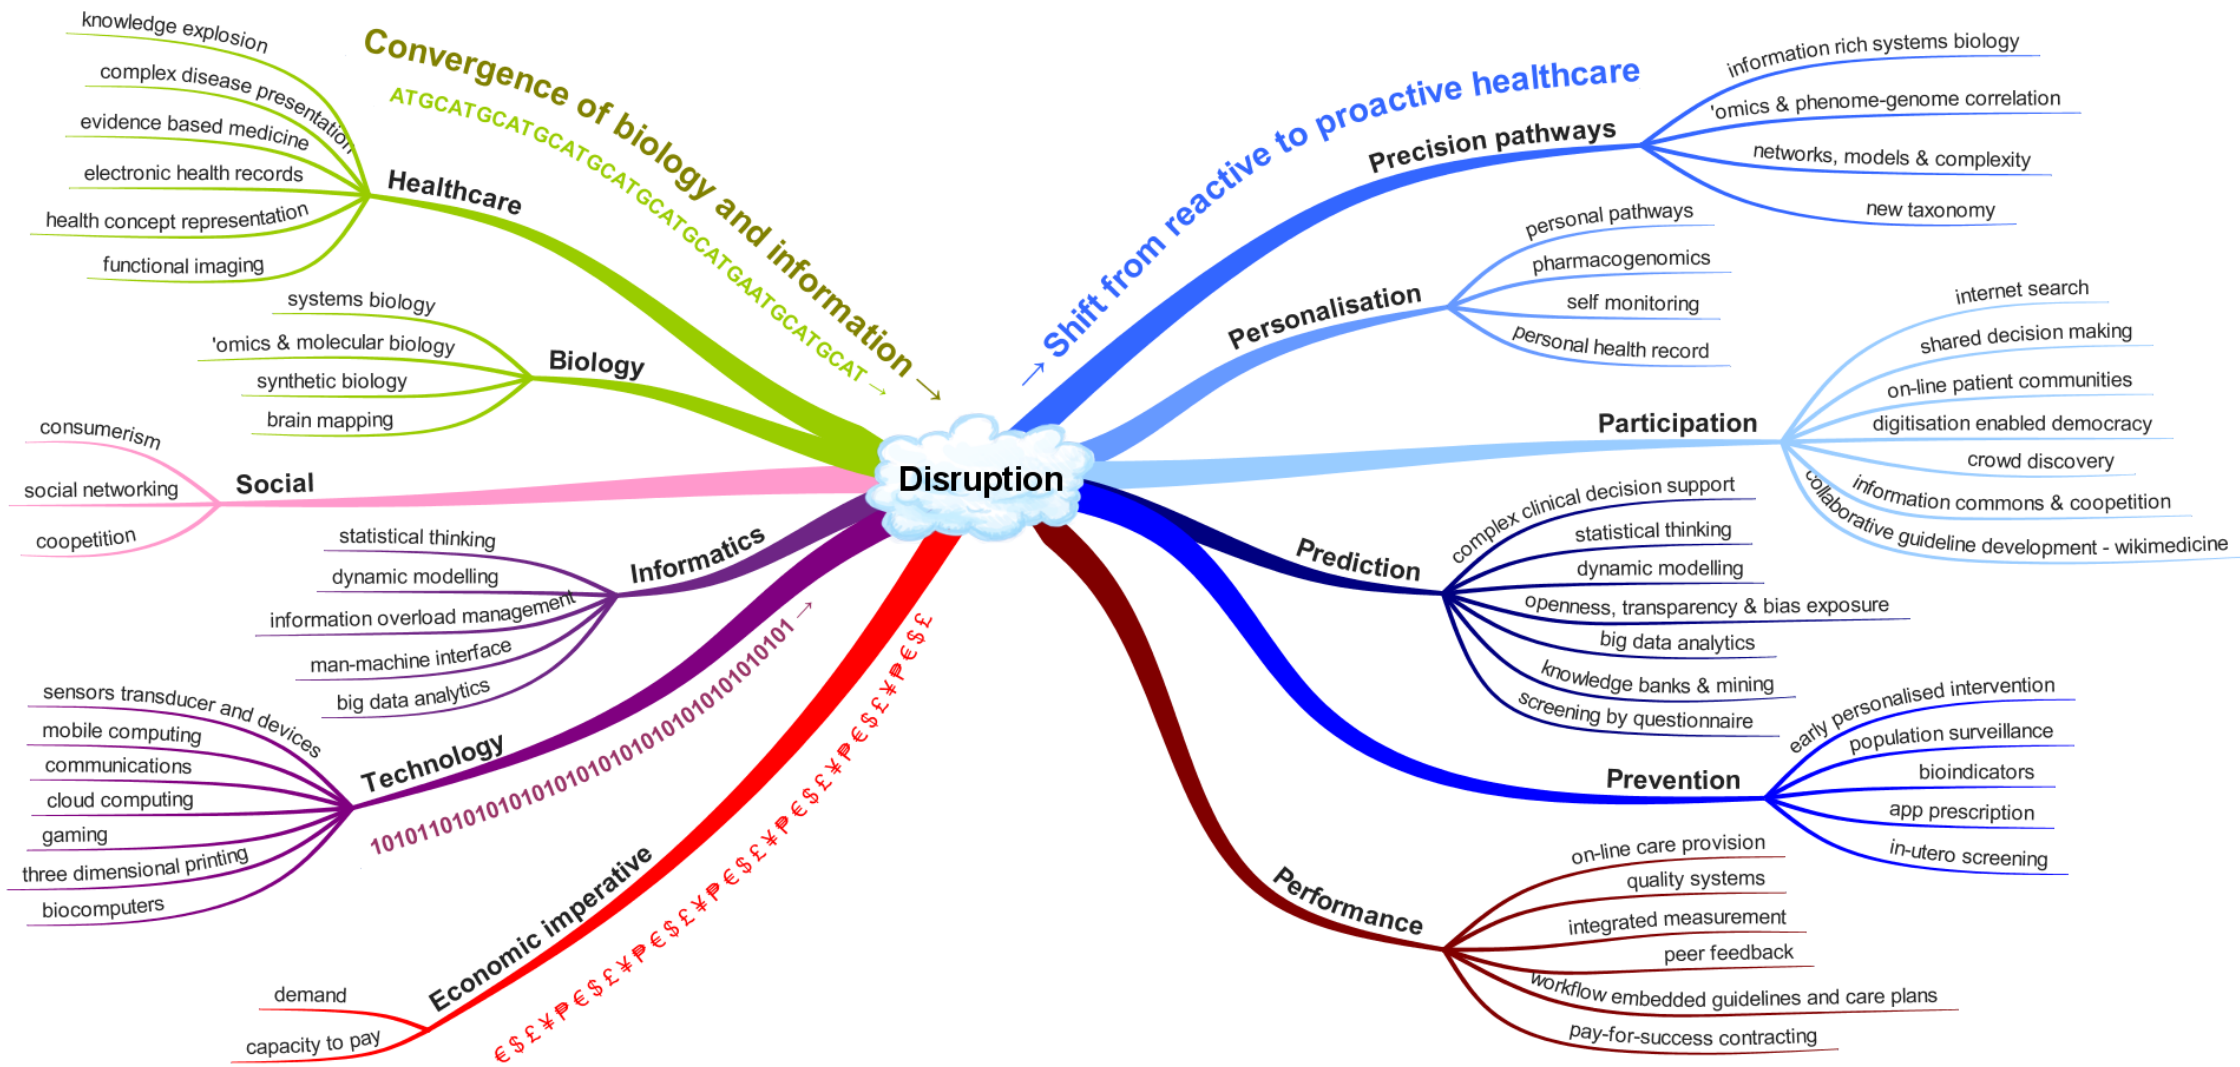 Convergence of biology and information →
ATGCATGCATGCATGCATGCATGCATGCATGCATGCATGAATGCATGCATGCAT →
→ Shift from reactive to proactive healthcare
Disruption
Healthcare
knowledge explosion
complex disease presentation
evidence based medicine
electronic health records
health concept representation
functional imaging
Biology
systems biology
'omics & molecular biology
synthetic biology
brain mapping
Social
consumerism
social networking
coopetition
Informatics
statistical thinking
dynamic modelling
information overload management
man-machine interface
big data analytics
Technology
sensors transducer and devices
mobile computing
communications
cloud computing
gaming
three dimensional printing
biocomputers
Economic imperative
demand
capacity to pay
€$£¥₱€$£¥₱€$£¥₱€$£¥₱€$£¥₱€$£¥₱€$£
Precision pathways
information rich systems biology
'omics & phenome-genome correlation
networks, models & complexity
new taxonomy
Personalisation
personal pathways
pharmacogenomics
self monitoring
personal health record
Participation
internet search
shared decision making
on-line patient communities
digitisation enabled democracy
crowd discovery
information commons & coopetition
collaborative guideline development - wikimedicine
Prediction
complex clinical decision support
statistical thinking
dynamic modelling
openness, transparency & bias exposure
big data analytics
knowledge banks & mining
screening by questionnaire
Prevention
early personalised intervention
population surveillance
bioindicators
app prescription
in-utero screening
Performance
on-line care provision
quality systems
integrated measurement
peer feedback
workflow embedded guidelines and care plans
pay-for-success contracting